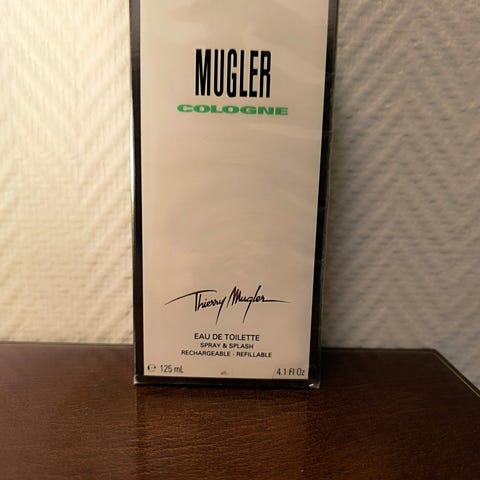 MUGLER
COLOGNE
Thierry Mugler
EAU DE TOILETTE
SPRAY & SPLASH
RECHARGEABLE - REFILLABLE
℮ 125 mL 4.1 Fl Oz